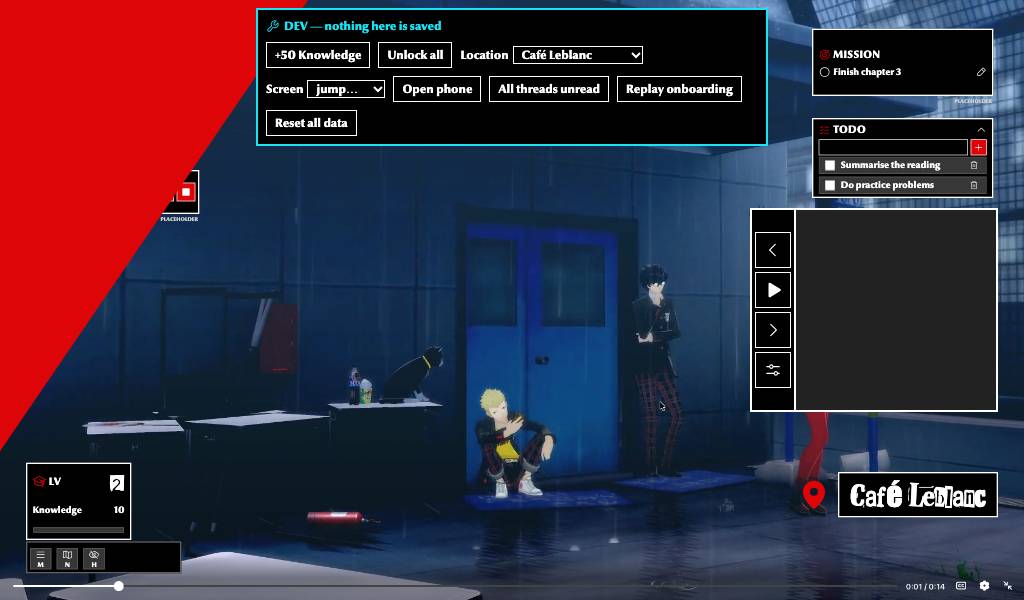 DEV — nothing here is saved
+50 Knowledge
Unlock all
Location
Café Leblanc
Screen
jump...
Open phone
All threads unread
Replay onboarding
Reset all data
MISSION
Finish chapter 3
PLACEHOLDER
TODO
+
Summarise the reading
Do practice problems
PLACEHOLDER
LV
2
Knowledge 10
M
N
H
Café Leblanc
0:01 / 0:14
CC